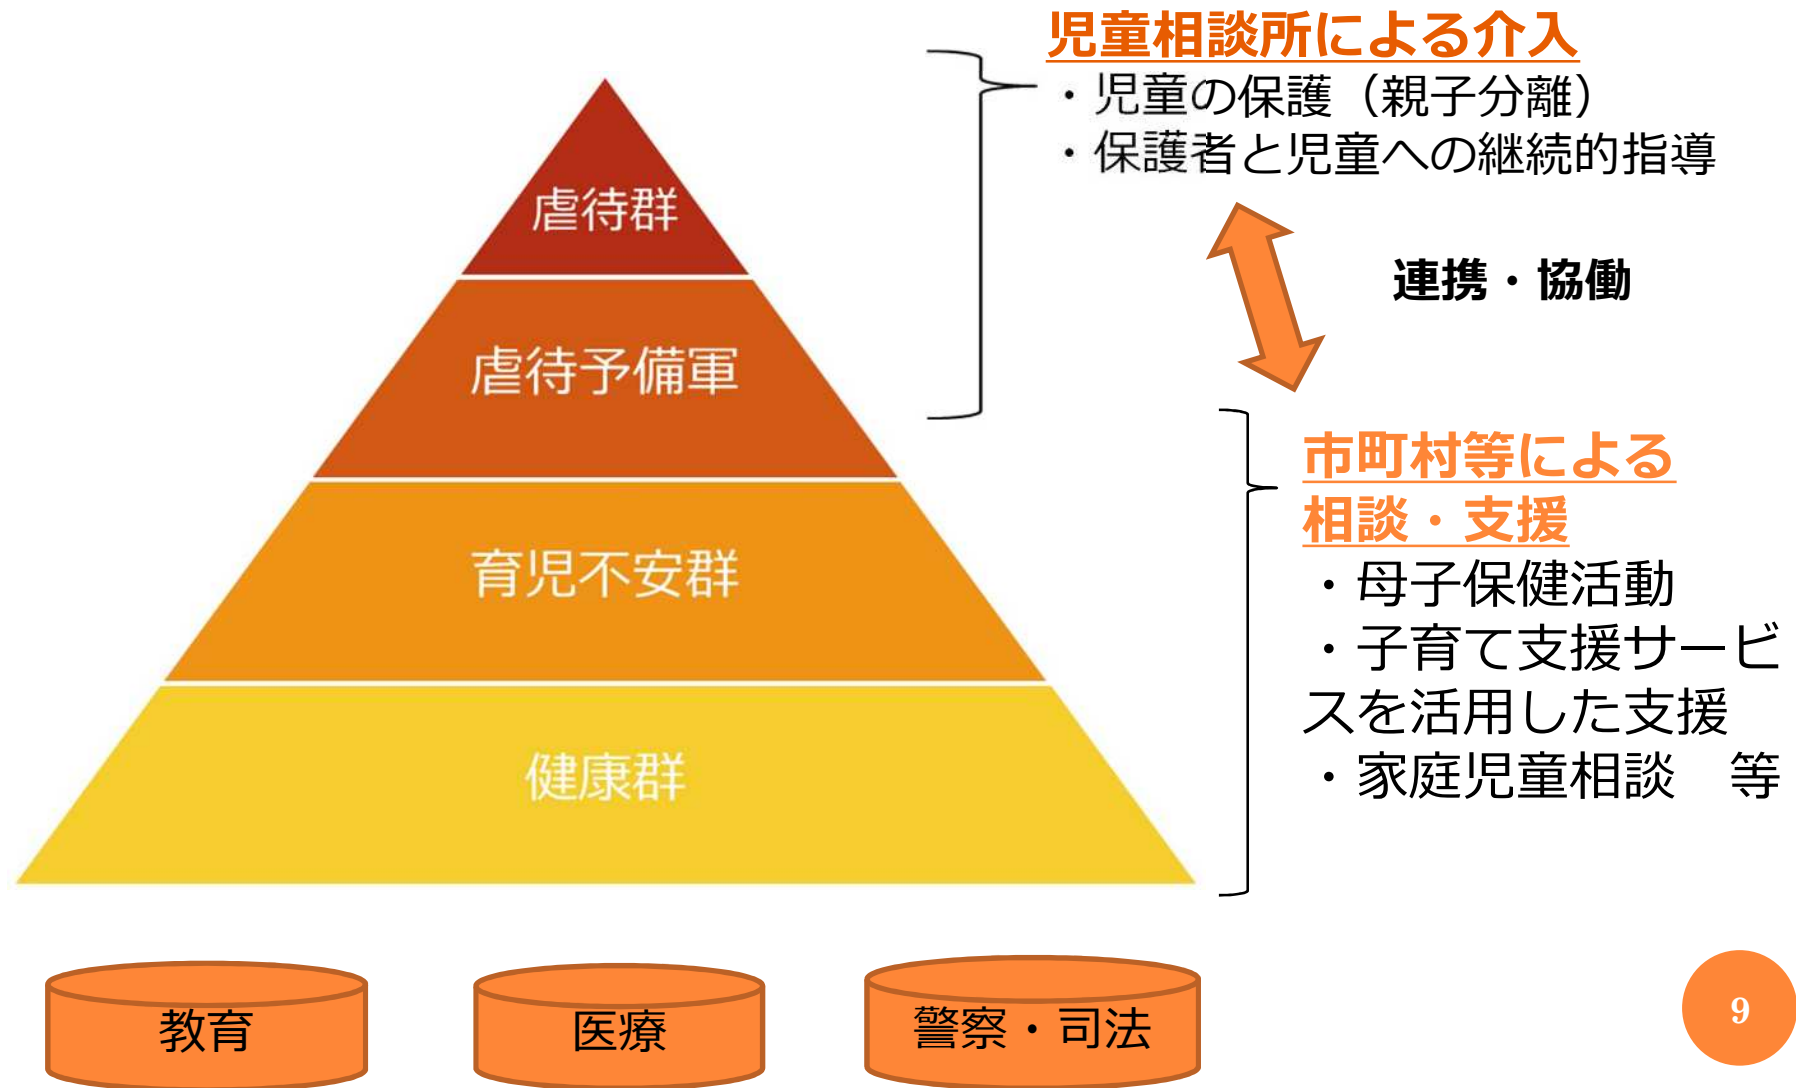 児童相談所による介入
・児童の保護（親子分離）
・保護者と児童への継続的指導
虐待群
連携・協働
虐待予備軍
市町村等による
相談・支援
・母子保健活動
・子育て支援サービ
スを活用した支援
・家庭児童相談　等
育児不安群
健康群
教育
医療
警察・司法
9